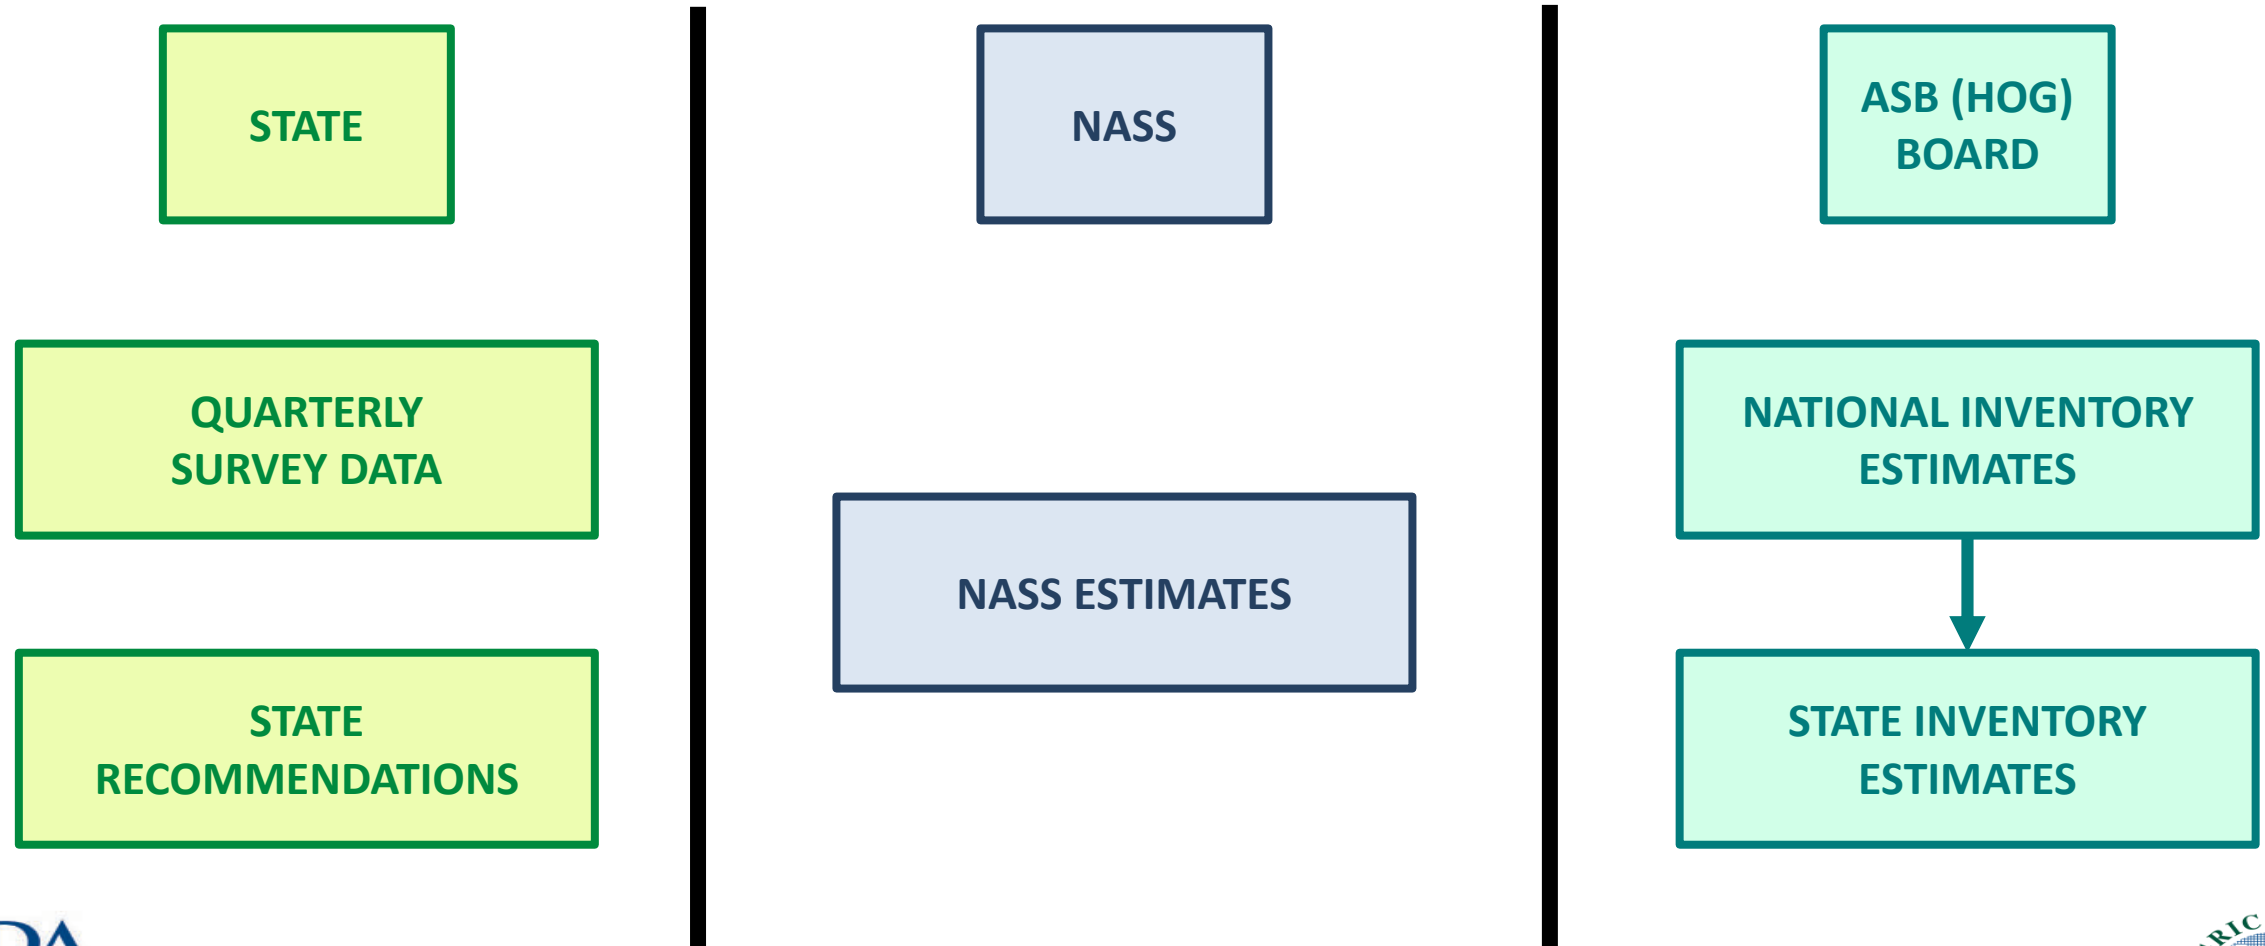 STATE
NASS
ASB (HOG)
BOARD
QUARTERLY
SURVEY DATA
NATIONAL INVENTORY
ESTIMATES
NASS ESTIMATES
STATE
RECOMMENDATIONS
STATE INVENTORY
ESTIMATES